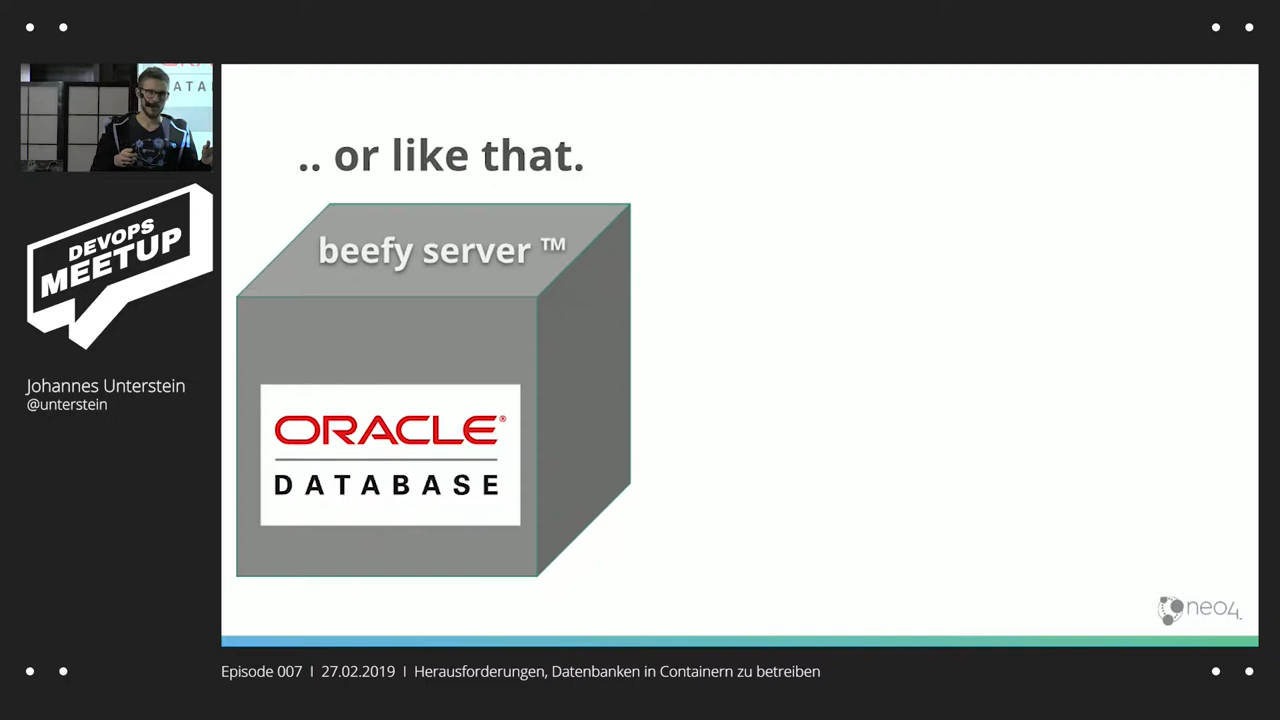 DATA
DEVOPS
MEETUP
Johannes Unterstein
@unterstein
.. or like that.
beefy server ™
ORACLE®
DATABASE
neo4j
Episode 007 I 27.02.2019 I Herausforderungen, Datenbanken in Containern zu betreiben